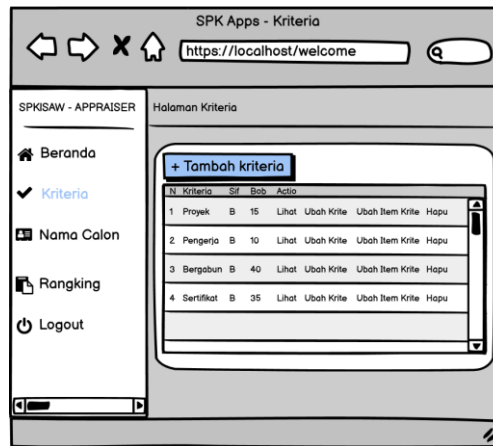 SPK Apps - Kriteria
https://localhost/welcome
SPKISAW - APPRAISER
Halaman Kriteria
Beranda
Kriteria
Nama Calon
Rangking
Logout
+ Tambah kriteria
N Kriteria Sif Bob Actio
1 Proyek B 15 Lihat Ubah Krite Ubah Item Krite Hapu
2 Pengerja B 10 Lihat Ubah Krite Ubah Item Krite Hapu
3 Bergabun B 40 Lihat Ubah Krite Ubah Item Krite Hapu
4 Sertifikat B 35 Lihat Ubah Krite Ubah Item Krite Hapu